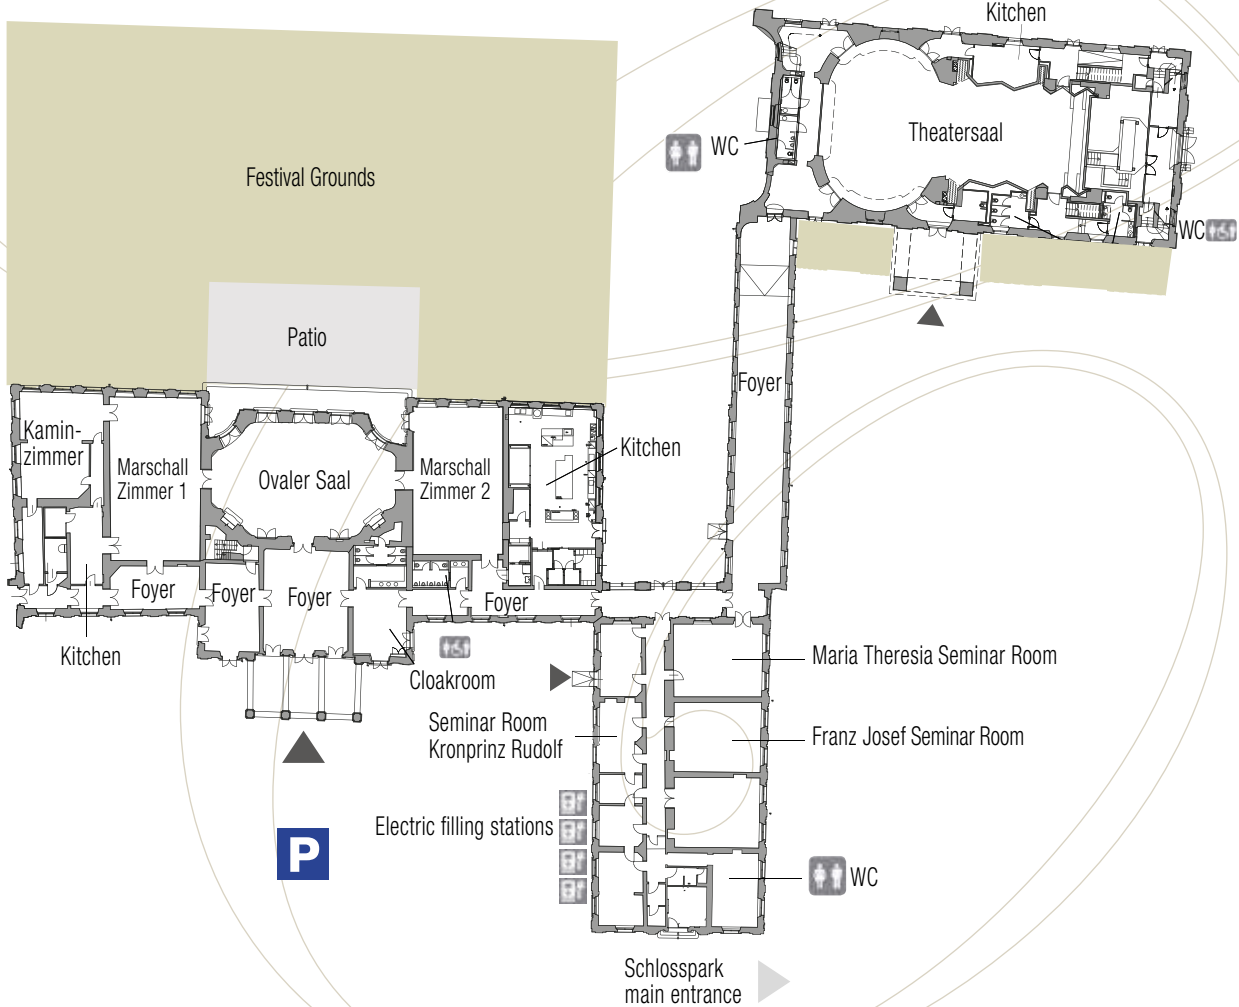 Kitchen
Theatersaal
WC
Festival Grounds
WC
Patio
Foyer
Kamin-
zimmer
Marschall
Zimmer 1
Ovaler Saal
Marschall
Zimmer 2
Kitchen
Foyer
Foyer
Foyer
Foyer
Kitchen
Cloakroom
Maria Theresia Seminar Room
Seminar Room
Kronprinz Rudolf
Franz Josef Seminar Room
Electric filling stations
P
WC
Schlosspark
main entrance